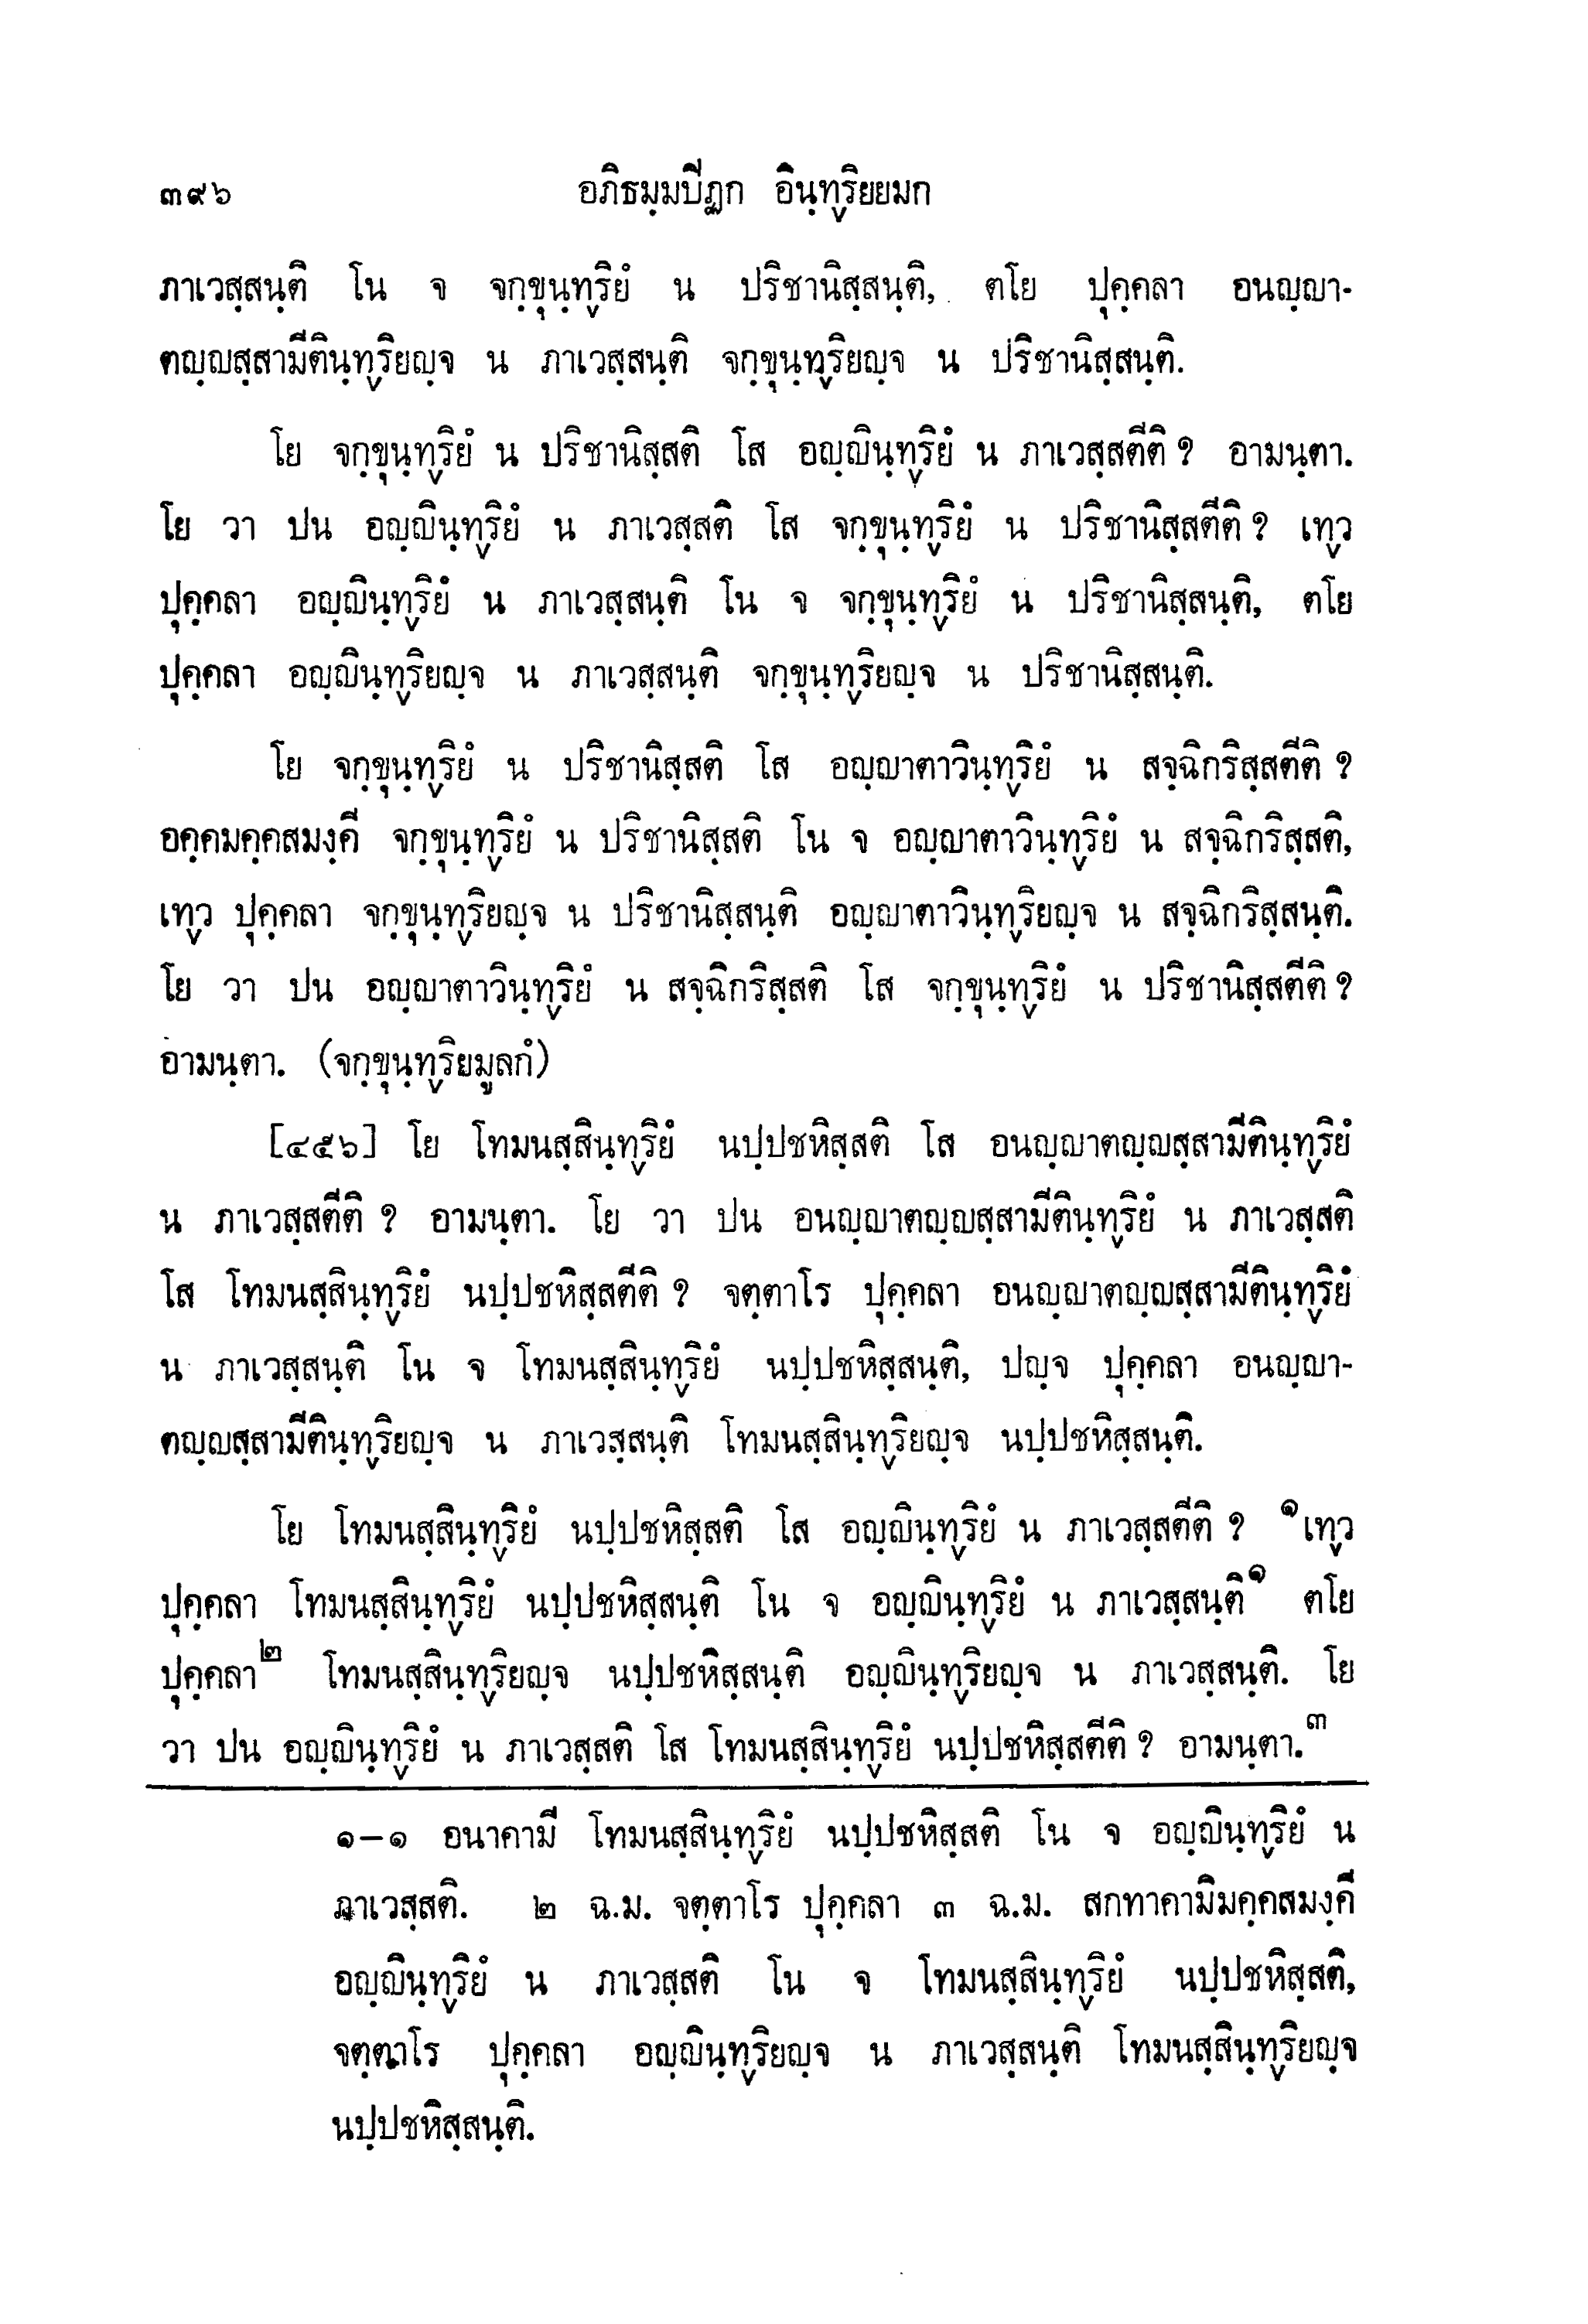 ๓๙๖ อภิธมฺมปีฏก อินฺทฺริยยมก
ภาเวสฺสนฺติ โน จ จกฺขุนฺทฺริยํ น ปริชานิสฺสนฺติ, ตโย ปุคฺคลา อนญฺญา-
ตญฺญสฺสามีตินฺทฺริยญฺจ น ภาเวสฺสนฺติ จกฺขุนฺทฺริยญฺจ น ปริชานิสฺสนฺติ.
โย จกฺขุนฺทฺริยํ น ปริชานิสฺสติ โส อญฺญินฺทฺริยํ น ภาเวสฺสตีติ ? อามนฺตา.
โย วา ปน อญฺญินฺทฺริยํ น ภาเวสฺสติ โส จกฺขุนฺทฺริยํ น ปริชานิสฺสตีติ ? เทฺว
ปุคฺคลา อญฺญินฺทฺริยํ น ภาเวสฺสนฺติ โน จ จกฺขุนฺทฺริยํ น ปริชานิสฺสนฺติ, ตโย
ปุคฺคลา อญฺญินฺทฺริยญฺจ น ภาเวสฺสนฺติ จกฺขุนฺทฺริยญฺจ น ปริชานิสฺสนฺติ.
โย จกฺขุนฺทฺริยํ น ปริชานิสฺสติ โส อญฺญาตาวินฺทฺริยํ น สจฺฉิกริสฺสตีติ ?
อคฺคมคฺคสมงฺคี จกฺขุนฺทฺริยํ น ปริชานิสฺสติ โน จ อญฺญาตาวินฺทฺริยํ น สจฺฉิกริสฺสติ,
เทฺว ปุคฺคลา จกฺขุนฺทฺริยญฺจ น ปริชานิสฺสนฺติ อญฺญาตาวินฺทฺริยญฺจ น สจฺฉิกริสฺสนฺติ.
โย วา ปน อญฺญาตาวินฺทฺริยํ น สจฺฉิกริสฺสติ โส จกฺขุนฺทฺริยํ น ปริชานิสฺสตีติ ?
อามนฺตา. (จกฺขุนฺทฺริยมูลกํ)
[๔๕๖] โย โทมนสฺสินฺทฺริยํ นปฺปชหิสฺสติ โส อนญฺญาตญฺญสฺสามีตินฺทฺริยํ
น ภาเวสฺสตีติ ? อามนฺตา. โย วา ปน อนญฺญาตญฺญสฺสามีตินฺทฺริยํ น ภาเวสฺสติ
โส โทมนสฺสินฺทฺริยํ นปฺปชหิสฺสตีติ ? จตฺตาโร ปุคฺคลา อนญฺญาตญฺญสฺสามีตินฺทฺริยํ
น ภาเวสฺสนฺติ โน จ โทมนสฺสินฺทฺริยํ นปฺปชหิสฺสนฺติ, ปญฺจ ปุคฺคลา อนญฺญา-
ตญฺญสฺสามีตินฺทฺริยญฺจ น ภาเวสฺสนฺติ โทมนสฺสินฺทฺริยญฺจ นปฺปชหิสฺสนฺติ.
โย โทมนสฺสินฺทฺริยํ นปฺปชหิสฺสติ โส อญฺญินฺทฺริยํ น ภาเวสฺสตีติ ? ๑เทฺว
ปุคฺคลา โทมนสฺสินฺทฺริยํ นปฺปชหิสฺสนฺติ โน จ อญฺญินฺทฺริยํ น ภาเวสฺสนฺติ๑ ตโย
ปุคฺคลา๒ โทมนสฺสินฺทฺริยญฺจ นปฺปชหิสฺสนฺติ อญฺญินฺทฺริยญฺจ น ภาเวสฺสนฺติ. โย
วา ปน อญฺญินฺทฺริยํ น ภาเวสฺสติ โส โทมนสฺสินฺทฺริยํ นปฺปชหิสฺสตีติ ? อามนฺตา.๓
๑–๑ อนาคามี โทมนสฺสินฺทฺริยํ นปฺปชหิสฺสติ โน จ อญฺญินฺทฺริยํ น
ภาเวสฺสติ. ๒ ฉ.ม. จตฺตาโร ปุคฺคลา ๓ ฉ.ม. สกทาคามิมคฺคสมงฺคี
อญฺญินฺทฺริยํ น ภาเวสฺสติ โน จ โทมนสฺสินฺทฺริยํ นปฺปชหิสฺสติ,
จตฺตาโร ปุคฺคลา อญฺญินฺทฺริยญฺจ น ภาเวสฺสนฺติ โทมนสฺสินฺทฺริยญฺจ
นปฺปชหิสฺสนฺติ.